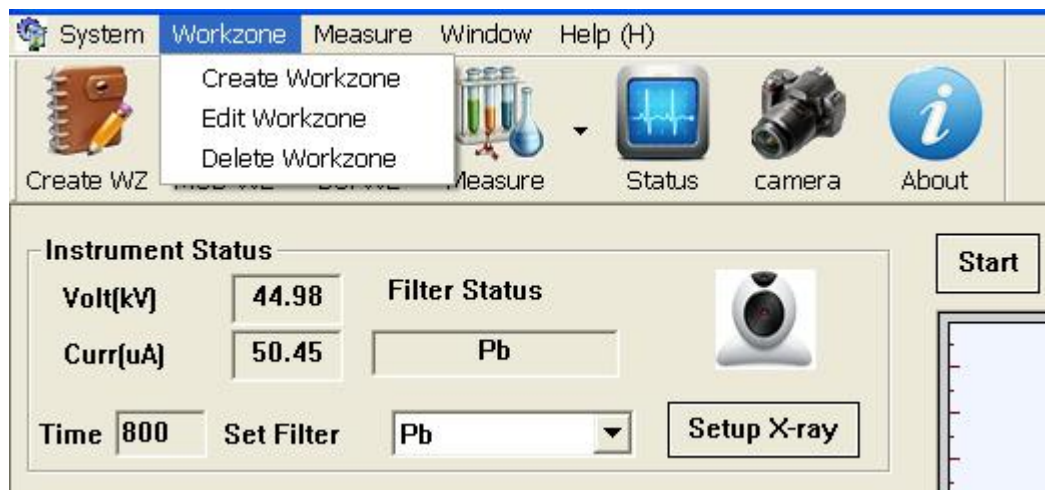 System Workzone Measure Window Help (H)
Create Workzone
Edit Workzone
Delete Workzone
Create WZ Measure Status camera About
Instrument Status
Volt(kV) 44.98 Filter Status
Curr(uA) 50.45 Pb
Time 800 Set Filter Pb Setup X-ray
Start